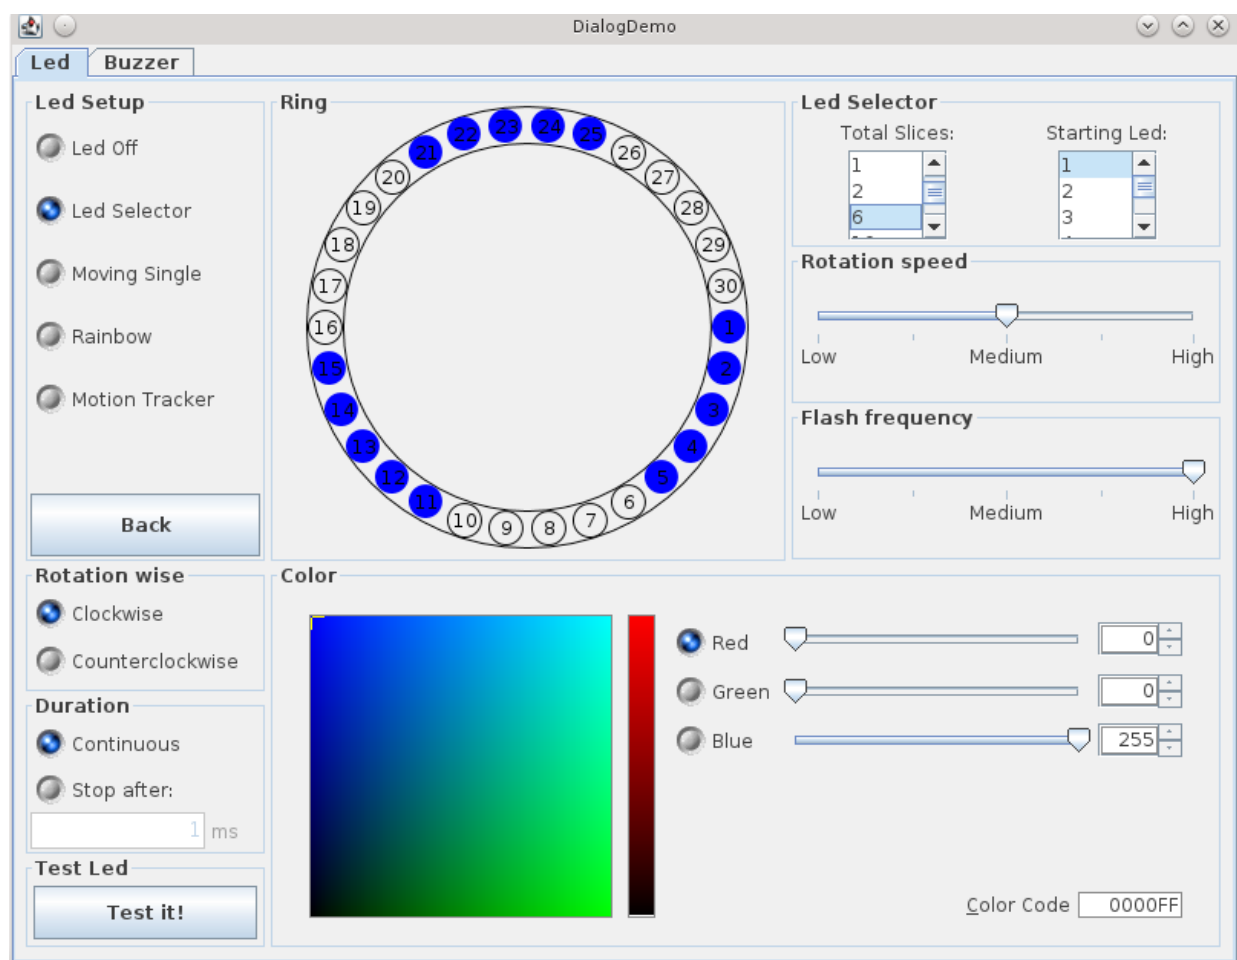 DialogDemo
Led Buzzer
Led Setup
Led Off
Led Selector
Moving Single
Rainbow
Motion Tracker
Back
Ring
21 22 23 24 25
20 26
19 27
18 28
17 29
16 30
15 1
14 2
13 3
12 4
11 5
10 9 8 7 6
Led Selector
Total Slices: Starting Led:
1 1
2 2
6 3
Rotation speed
Low Medium High
Flash frequency
Low Medium High
Rotation wise
Clockwise
Counterclockwise
Duration
Continuous
Stop after:
1 ms
Test Led
Test it!
Color
Red 0
Green 0
Blue 255
Color Code 0000FF